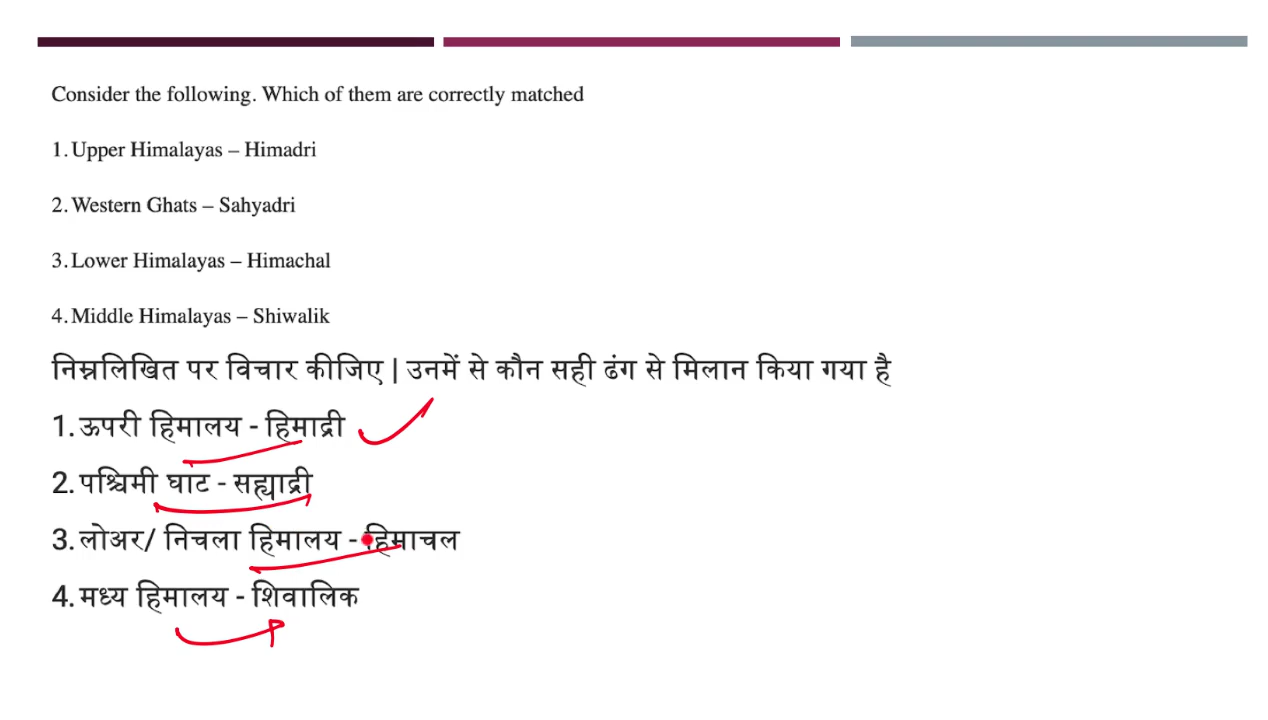 Consider the following. Which of them are correctly matched
1. Upper Himalayas – Himadri
2. Western Ghats – Sahyadri
3. Lower Himalayas – Himachal
4. Middle Himalayas – Shiwalik
निम्नलिखित पर विचार कीजिए | उनमें से कौन सही ढंग से मिलान किया गया है
1. ऊपरी हिमालय - हिमाद्री
2. पश्चिमी घाट - सह्याद्री
3. लोअर/ निचला हिमालय - हिमाचल
4. मध्य हिमालय - शिवालिक